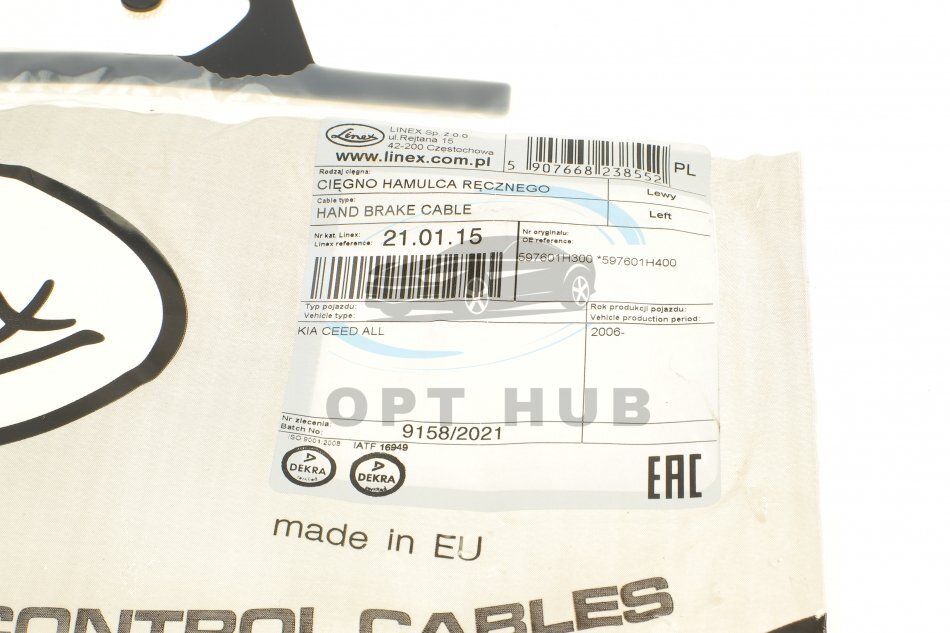 Linex
LINEX Sp. z o.o.
ul. Rejtana 15
42-200 Częstochowa
www.linex.com.pl
5 907668 238552
PL
Rodzaj cięgna:
CIĘGNO HAMULCA RĘCZNEGO
Lewy
Cable type:
HAND BRAKE CABLE
Left
Nr kat. Linex:
Linex reference:
21.01.15
Nr oryginału:
OE reference:
597601H300 *597601H400
Typ pojazdu:
Vehicle type:
Rok produkcji pojazdu:
Vehicle production period:
KIA CEED ALL
2006-
OPT HUB
Nr zlecenia:
Batch No:
9158/2021
ISO 9001:2008
IATF 16949
DEKRA
certified
DEKRA
certified
EAC
made in EU
CONTROL CABLES